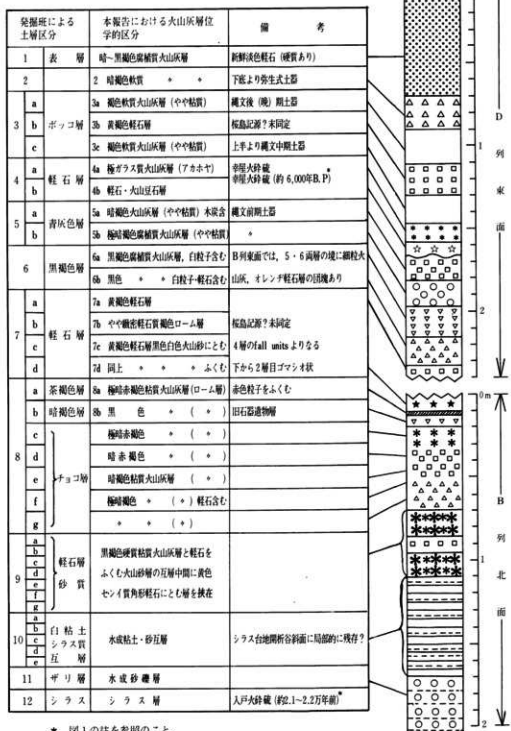 発掘班による 本報告における火山灰層位 備 考
土層区分 学的区分
1 表 層 暗〜黒褐色腐植質火山灰層 新鮮淡色軽石(硬質あり)
2 2 暗褐色軟質 〃 〃 下底より弥生式土器
3 a ボッコ層 3a 褐色軟質火山灰層(やや粘質) 縄文後(晩)期土器
b 3b 黄褐色軽石層 桜島起源?未同定
c 3c 褐色軟質火山灰層(やや粘質) 上半より縄文中期土器
4 a 軽石層 4a 極ガラス質火山灰層(アカホヤ) 幸屋火砕流
b 4b 軽石・火山豆石層 幸屋火砕流(約6,000年B.P.)*
5 a 青灰色層 5a 暗褐色火山灰層(やや粘質)木炭含 縄文前期土器
b 5b 極暗褐色腐植質火山灰層(やや粘質) 〃
6 黒褐色層 6a 黒褐色腐植質火山灰層,白粒子含む B列東面では,5・6両層の境に細粒火
6b 黒色 〃 〃 白粒子・軽石含む 山灰,オレンヂ軽石層の団塊あり
7 a 軽石層 7a 黄褐色軽石層
b 7b やや緻密軽石質褐色ローム層 桜島起源?未同定
c 7c 黄褐色軽石層黒色白色火山砂にとむ 4層のfall unitsよりなる
d 7d 同上 〃 〃 ふくむ 下から2層目ゴマシオ状
8 a 茶褐色層 8a 極暗赤褐色粘質火山灰層(ローム層) 赤色粒子をふくむ
b 暗褐色層 8b 黒 色 〃 (〃) 旧石器遺物層
c チョコ層 極暗赤褐色 〃 (〃)
d 暗赤褐色 〃 (〃)
e 暗褐色粘質火山灰層 (〃)
f 極暗褐色 〃 (〃)軽石含む
g 〃 〃 (〃)
9 a b c d e f g 軽石層 砂質 黒褐色硬質粘質火山灰層と軽石を
ふくむ火山砂層の互層中間に黄色
センイ質角形軽石にとむ層を挟在
10 a b c d e 白粘土 シラス質 互層 水成粘土・砂互層 シラス台地開析谷斜面に局部的に残存?
11 ザリ層 水成砂礫層
12 シラス シラス層 入戸火砕流(約2.1〜2.2万年前)*
* 図1の註を参照のこと
D列東面
1
2
0m
B列北面
1
2